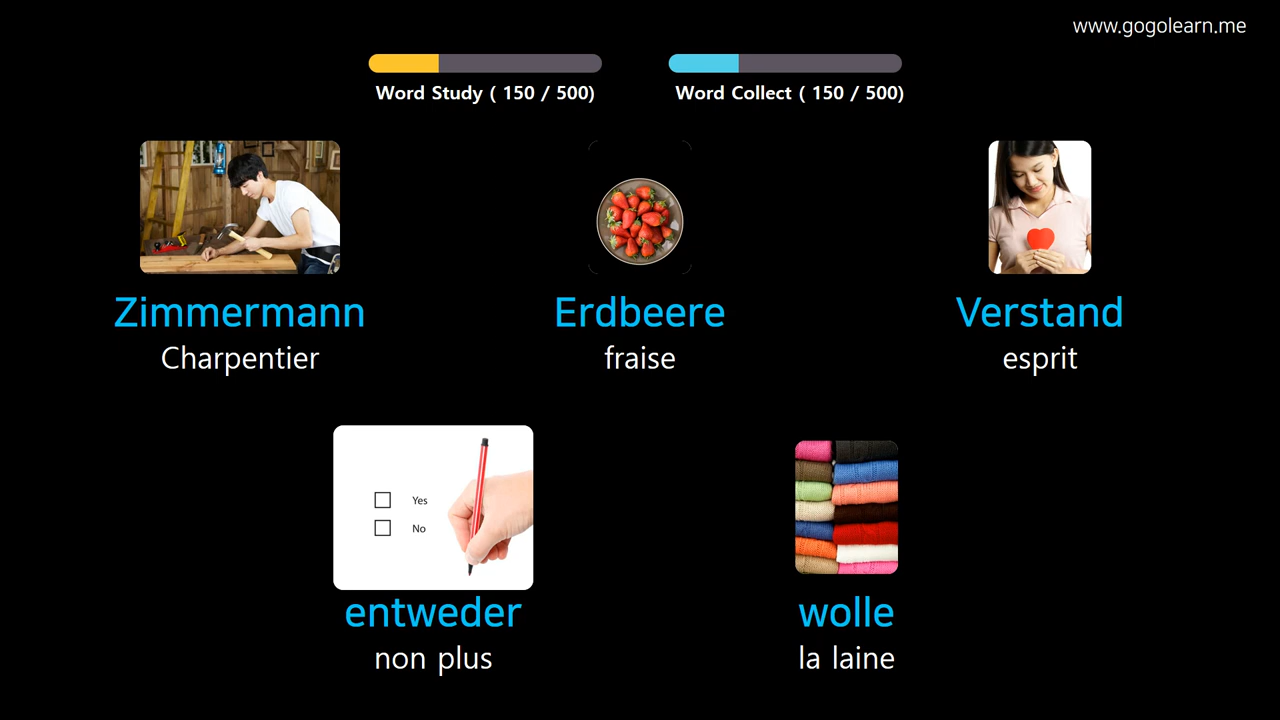 www.gogolearn.me
Word Study ( 150 / 500)
Word Collect ( 150 / 500)
Zimmermann
Charpentier
Erdbeere
fraise
Verstand
esprit
Yes
No
entweder
non plus
wolle
la laine